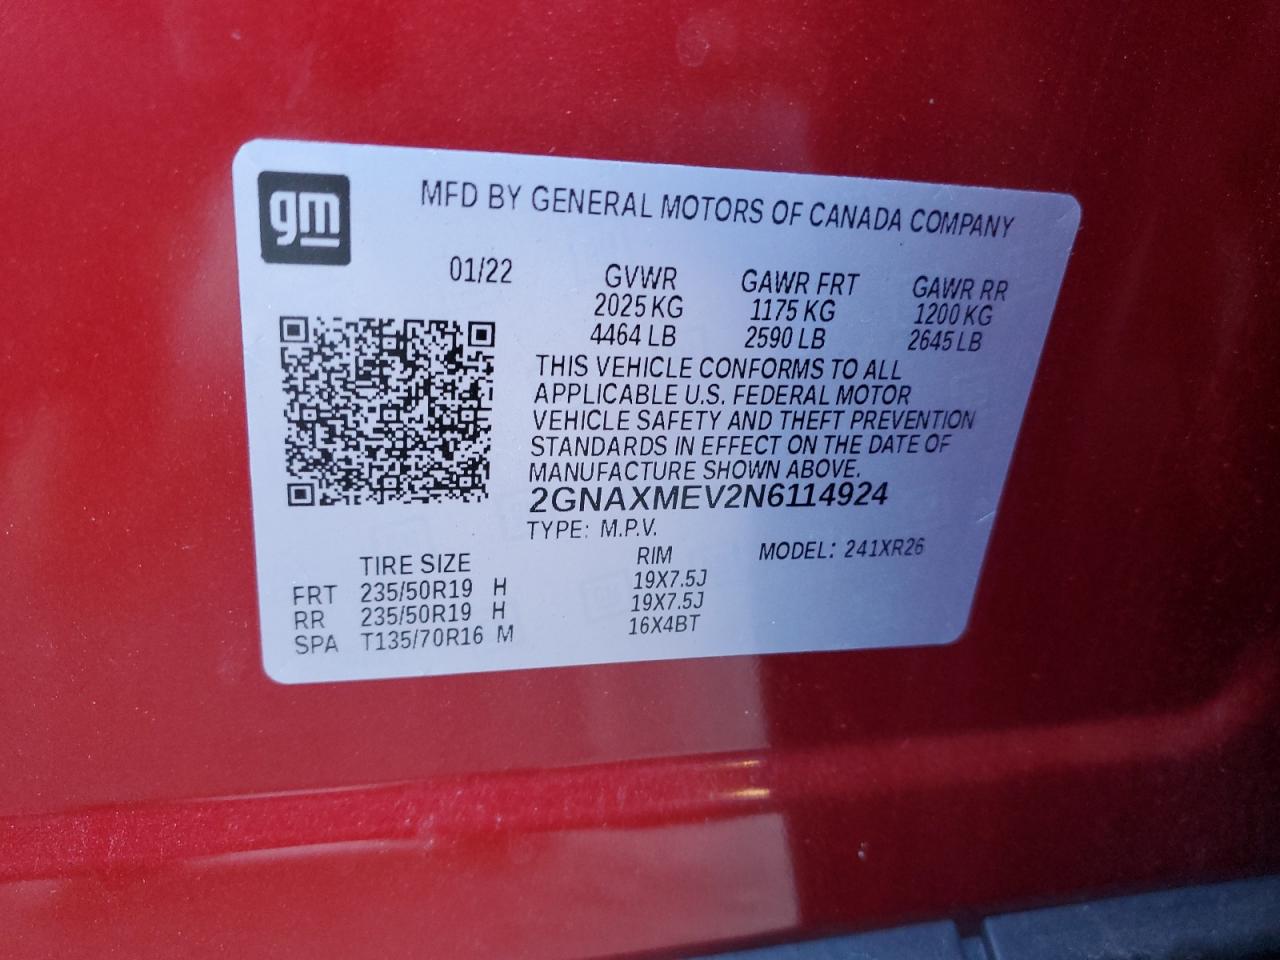 gm
MFD BY GENERAL MOTORS OF CANADA COMPANY
01/22 GVWR GAWR FRT GAWR RR
2025 KG 1175 KG 1200 KG
4464 LB 2590 LB 2645 LB
THIS VEHICLE CONFORMS TO ALL
APPLICABLE U.S. FEDERAL MOTOR
VEHICLE SAFETY AND THEFT PREVENTION
STANDARDS IN EFFECT ON THE DATE OF
MANUFACTURE SHOWN ABOVE.
2GNAXMEV2N6114924
TYPE: M.P.V.
TIRE SIZE RIM MODEL: 241XR26
FRT 235/50R19 H 19X7.5J
RR 235/50R19 H 19X7.5J
SPA T135/70R16 M 16X4BT